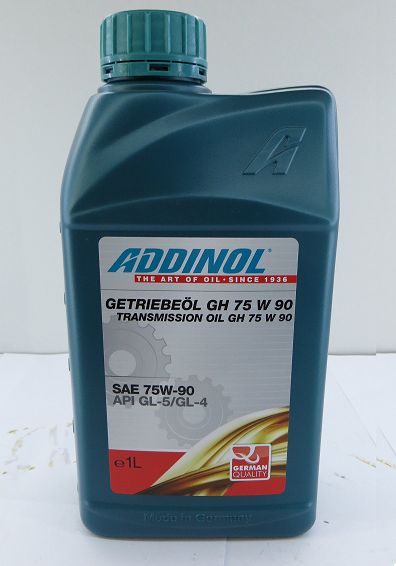 ADDINOL
THE ART OF OIL · SINCE 1936
GETRIEBEÖL GH 75 W 90
TRANSMISSION OIL GH 75 W 90
SAE 75W-90
API GL-5/GL-4
e1L
GERMAN
QUALITY
Made in Germany